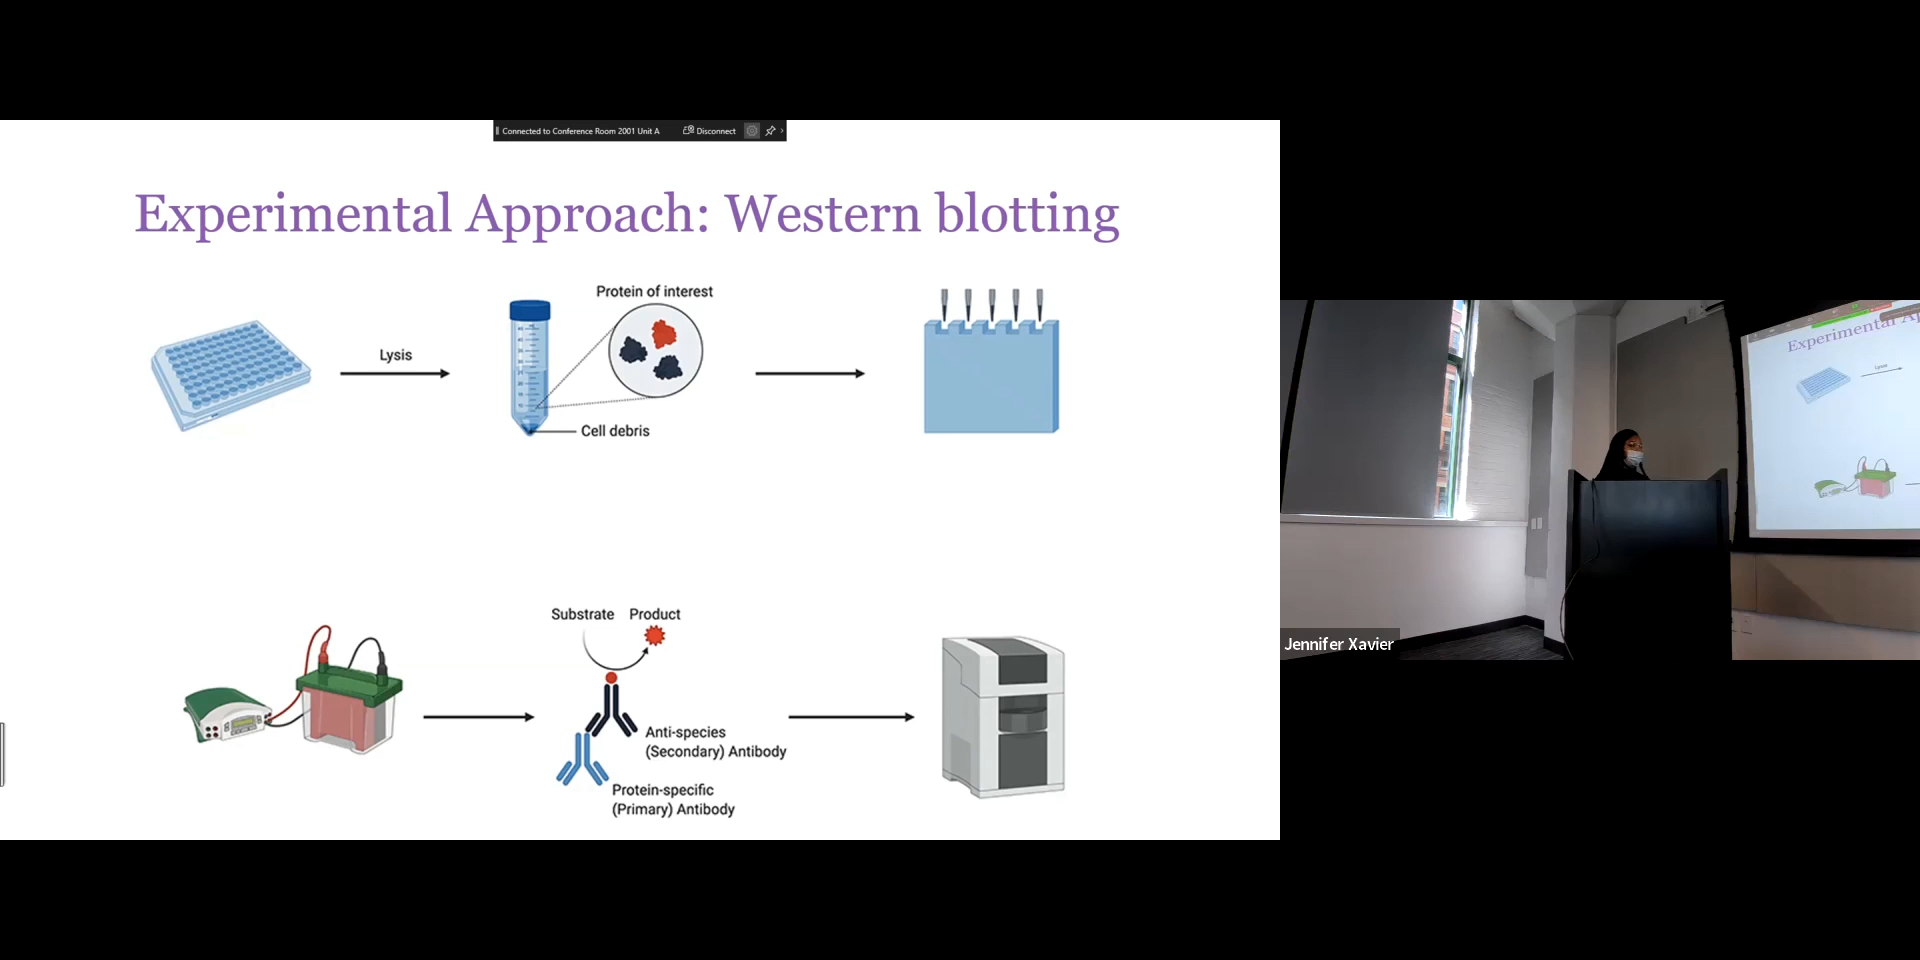 Connected to Conference Room 2001 Unit A
Disconnect
Experimental Approach: Western blotting
Protein of interest
Lysis
Cell debris
Substrate Product
Anti-species
(Secondary) Antibody
Protein-specific
(Primary) Antibody
Experimental
Lysis
Jennifer Xavier